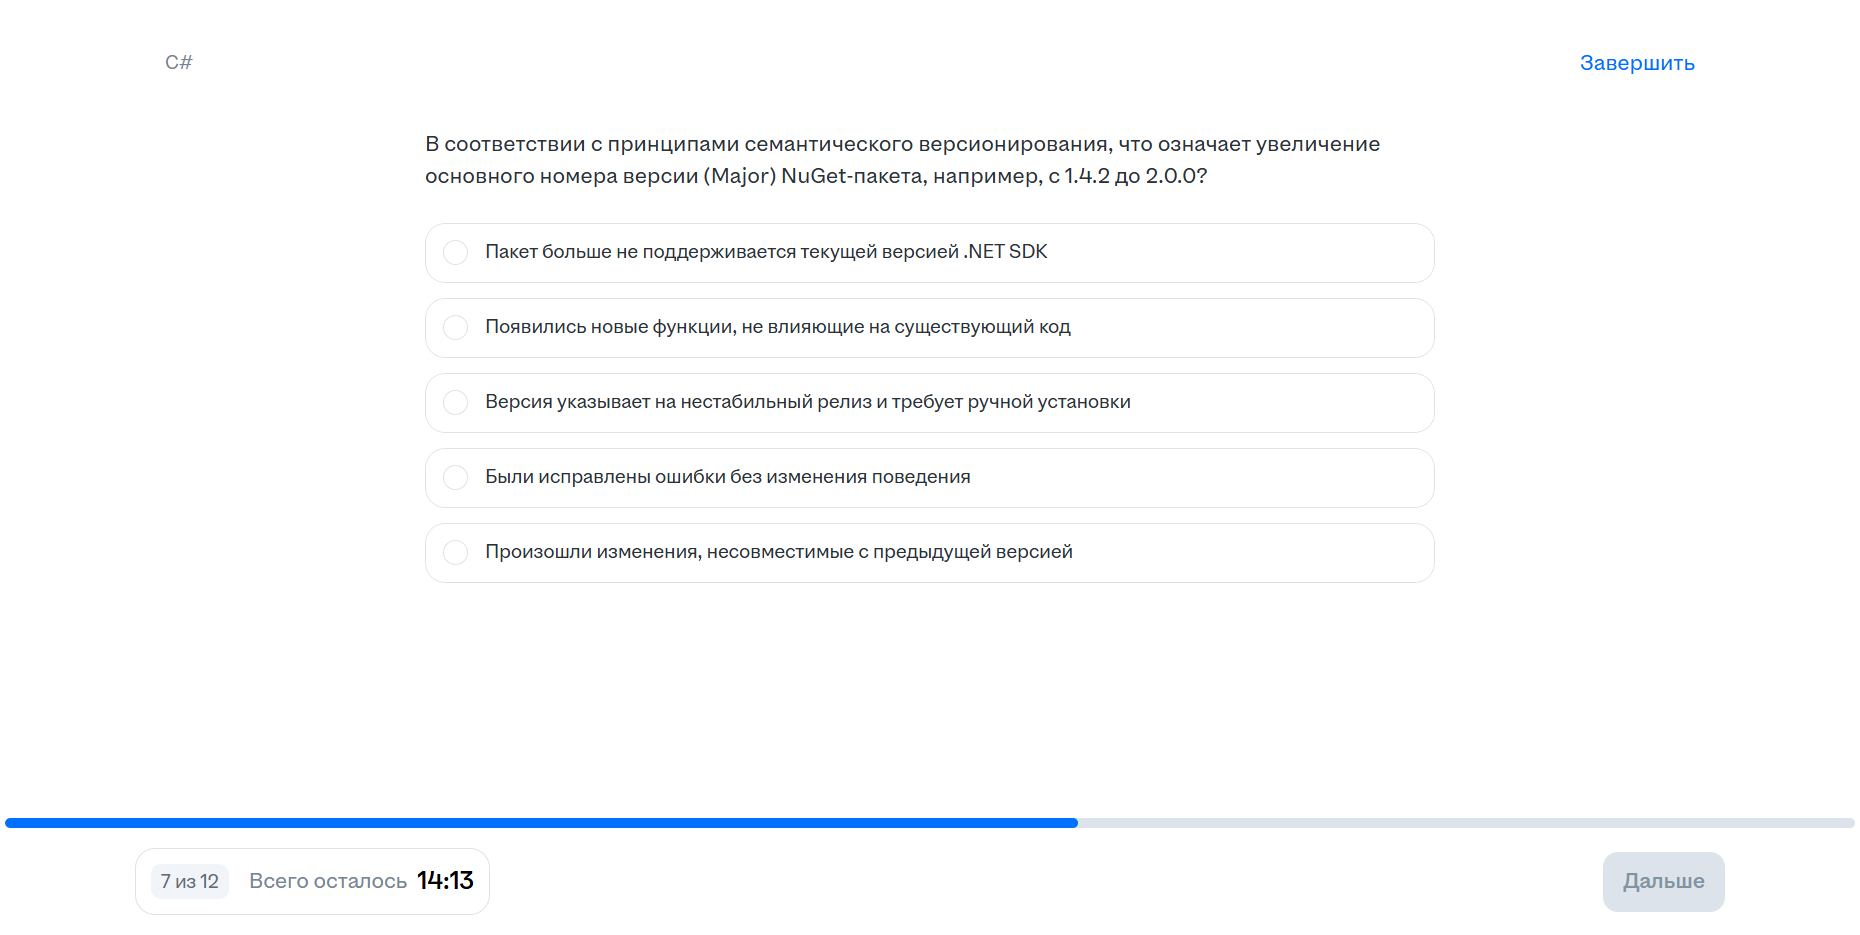 C#
Завершить
В соответствии с принципами семантического версионирования, что означает увеличение
основного номера версии (Major) NuGet-пакета, например, с 1.4.2 до 2.0.0?
Пакет больше не поддерживается текущей версией .NET SDK
Появились новые функции, не влияющие на существующий код
Версия указывает на нестабильный релиз и требует ручной установки
Были исправлены ошибки без изменения поведения
Произошли изменения, несовместимые с предыдущей версией
7 из 12 Всего осталось 14:13
Дальше